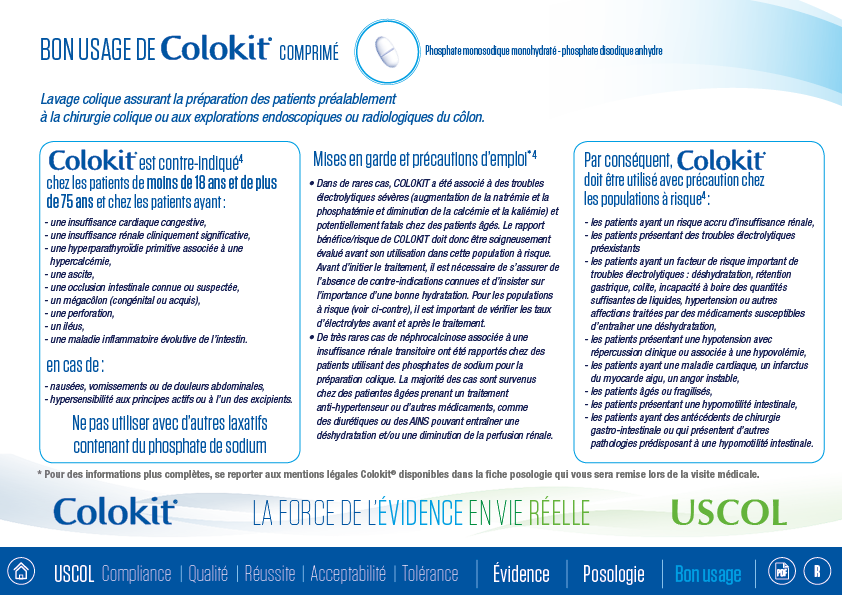 BON USAGE DE Colokit® COMPRIMÉ
Phosphate monosodique monohydraté - phosphate disodique anhydre
Lavage colique assurant la préparation des patients préalablement
à la chirurgie colique ou aux explorations endoscopiques ou radiologiques du côlon.
Colokit® est contre-indiqué4
chez les patients de moins de 18 ans et de plus
de 75 ans et chez les patients ayant :
- une insuffisance cardiaque congestive,
- une insuffisance rénale cliniquement significative,
- une hyperparathyroïdie primitive associée à une
hypercalcémie,
- une ascite,
- une occlusion intestinale connue ou suspectée,
- un mégacôlon (congénital ou acquis),
- une perforation,
- un iléus,
- une maladie inflammatoire évolutive de l'intestin.
en cas de :
- nausées, vomissements ou de douleurs abdominales,
- hypersensibilité aux principes actifs ou à l'un des excipients.
Ne pas utiliser avec d'autres laxatifs
contenant du phosphate de sodium
Mises en garde et précautions d'emploi*4
• Dans de rares cas, COLOKIT a été associé à des troubles
électrolytiques sévères (augmentation de la natrémie et la
phosphatémie et diminution de la calcémie et la kaliémie) et
potentiellement fatals chez des patients âgés. Le rapport
bénéfice/risque de COLOKIT doit donc être soigneusement
évalué avant son utilisation dans cette population à risque.
Avant d'initier le traitement, il est nécessaire de s'assurer de
l'absence de contre-indications connues et d'insister sur
l'importance d'une bonne hydratation. Pour les populations
à risque (voir ci-contre), il est important de vérifier les taux
d'électrolytes avant et après le traitement.
• De très rares cas de néphrocalcinose associée à une
insuffisance rénale transitoire ont été rapportés chez des
patients utilisant des phosphates de sodium pour la
préparation colique. La majorité des cas sont survenus
chez des patientes âgées prenant un traitement
anti-hypertenseur ou d'autres médicaments, comme
des diurétiques ou des AINS pouvant entraîner une
déshydratation et/ou une diminution de la perfusion rénale.
Par conséquent, Colokit®
doit être utilisé avec précaution chez
les populations à risque4 :
- les patients ayant un risque accru d'insuffisance rénale,
- les patients présentant des troubles électrolytiques
préexistants
- les patients ayant un facteur de risque important de
troubles électrolytiques : déshydratation, rétention
gastrique, colite, incapacité à boire des quantités
suffisantes de liquides, hypertension ou autres
affections traitées par des médicaments susceptibles
d'entraîner une déshydratation,
- les patients présentant une hypotention avec
répercussion clinique ou associée à une hypovolémie,
- les patients ayant une maladie cardiaque, un infarctus
du myocarde aigu, un angor instable,
- les patients âgés ou fragilisés,
- les patients présentant une hypomotilité intestinale,
- les patients ayant des antécédents de chirurgie
gastro-intestinale ou qui présentent d'autres
pathologies prédisposant à une hypomotilité intestinale.
* Pour des informations plus complètes, se reporter aux mentions légales Colokit® disponibles dans la fiche posologie qui vous sera remise lors de la visite médicale.
Colokit® LA FORCE DE L'ÉVIDENCE EN VIE RÉELLE USCOL
USCOL Compliance | Qualité | Réussite | Acceptabilité | Tolérance | Évidence | Posologie | Bon usage | PDF R